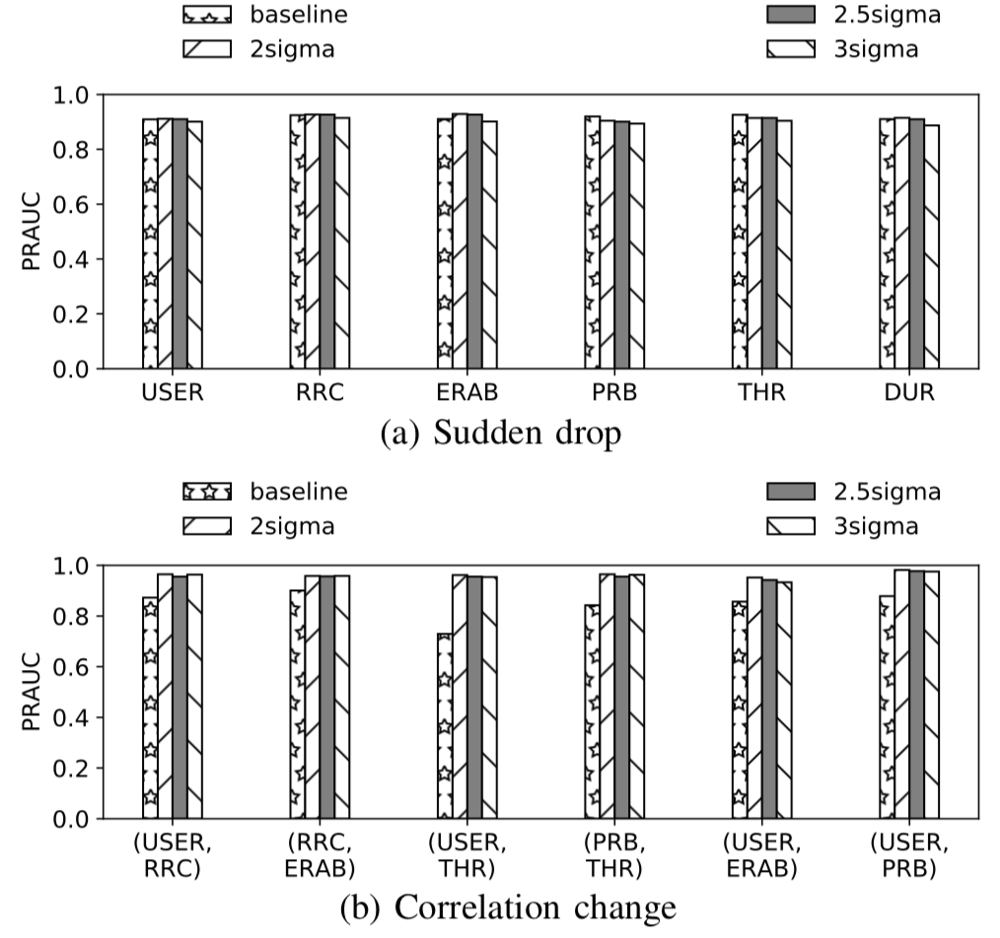 baseline 2.5sigma
2sigma 3sigma
1.0
0.8
0.6
0.4
0.2
0.0
PRAUC
USER RRC ERAB PRB THR DUR
(a) Sudden drop
baseline 2.5sigma
2sigma 3sigma
1.0
0.8
0.6
0.4
0.2
0.0
PRAUC
(USER, (RRC, (USER, (PRB, (USER, (USER,
RRC) ERAB) THR) THR) ERAB) PRB)
(b) Correlation change